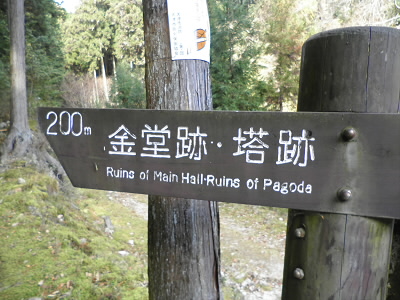 200m 金堂跡・塔跡
Ruins of Main Hall・Ruins of Pagoda